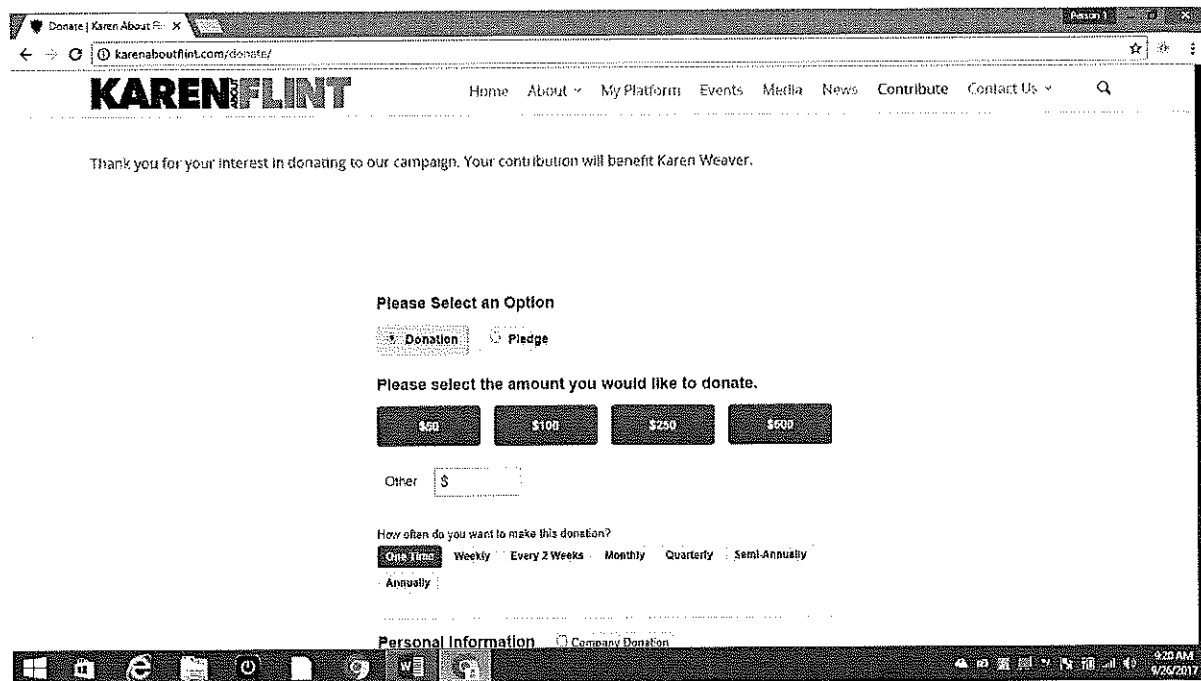 Donate | Karen About Fl
Person 1
karenaboutflint.com/donate/
KAREN ABOUT FLINT
Home About My Platform Events Media News Contribute Contact Us
Thank you for your interest in donating to our campaign. Your contribution will benefit Karen Weaver.
Please Select an Option
Donation Pledge
Please select the amount you would like to donate.
$50 $100 $250 $500
Other $
How often do you want to make this donation?
One Time Weekly Every 2 Weeks Monthly Quarterly Semi-Annually
Annually
Personal Information Company Donation
9:20 AM
9/26/2017